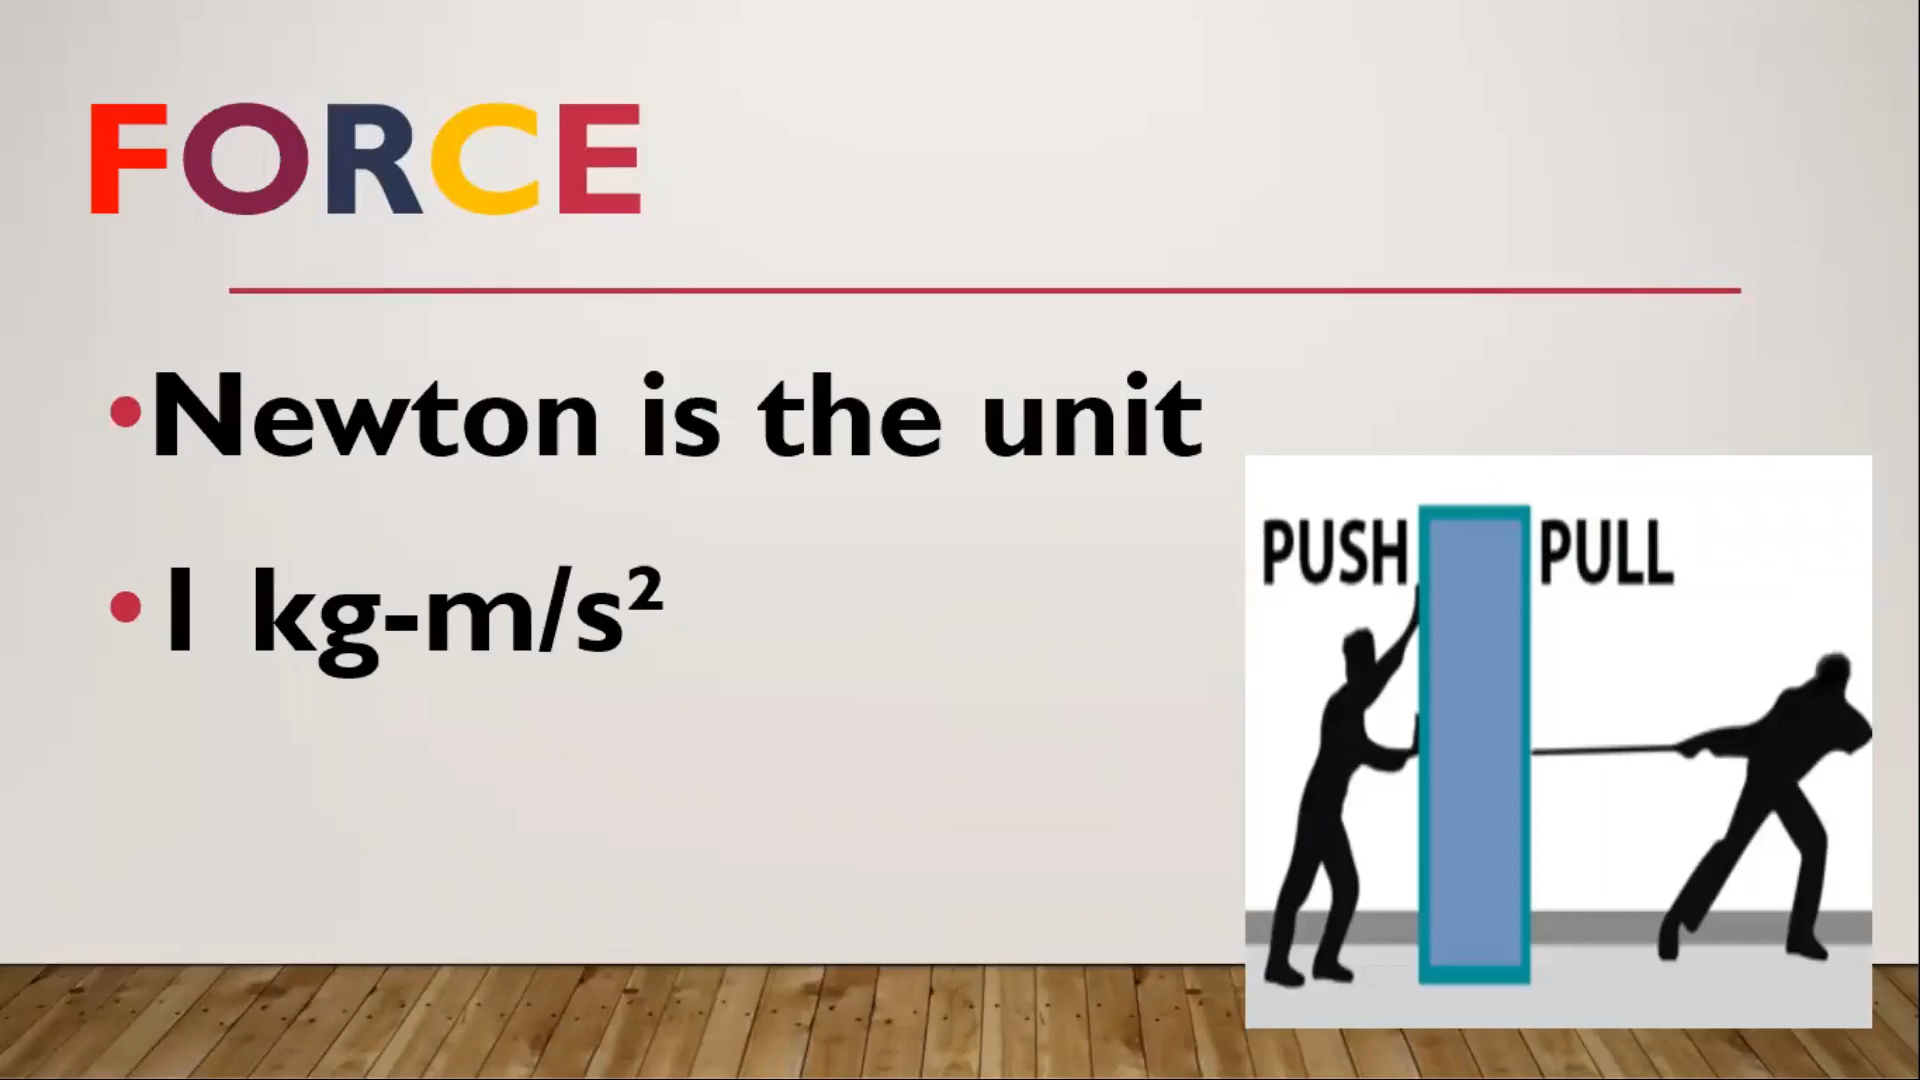 FORCE
•Newton is the unit
•1 kg-m/s²
PUSH PULL